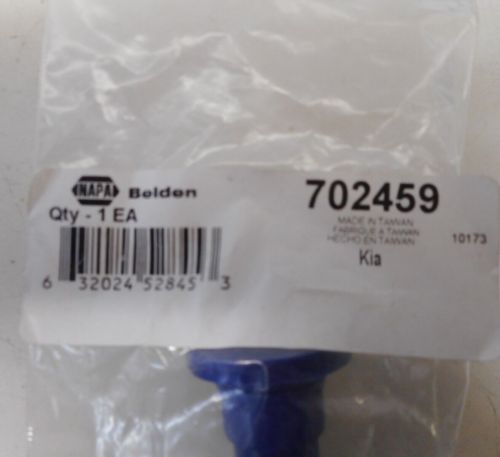 NAPA Belden
Qty - 1 EA
6 32024 52845 3
702459
MADE IN TAIWAN
FABRIQUE A TAIWAN
HECHO EN TAIWAN
10173
Kia